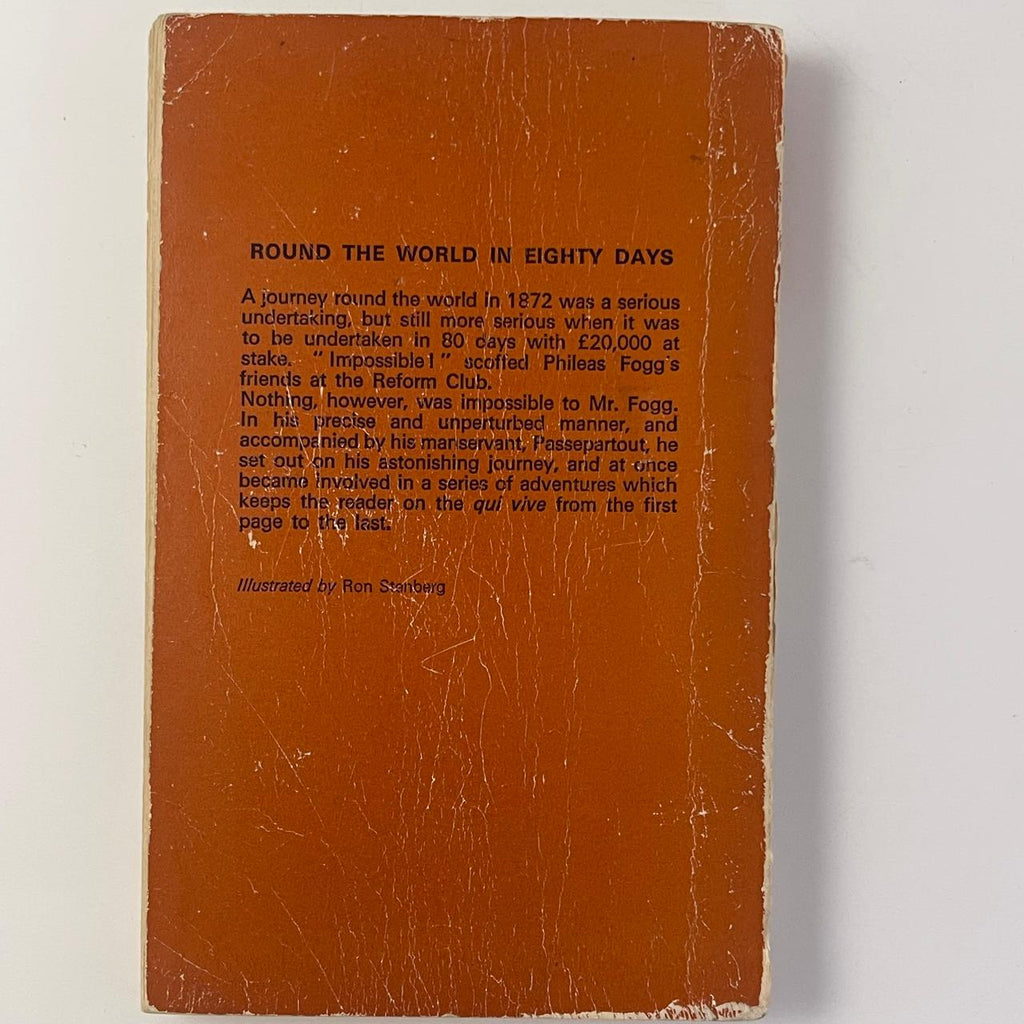 ROUND THE WORLD IN EIGHTY DAYS
A journey round the world in 1872 was a serious
undertaking, but still more serious when it was
to be undertaken in 80 days with £20,000 at
stake. "Impossible!" scoffed Phileas Fogg's
friends at the Reform Club.
Nothing, however, was impossible to Mr. Fogg.
In his precise and unperturbed manner, and
accompanied by his manservant, Passepartout, he
set out on his astonishing journey, and at once
became involved in a series of adventures which
keeps the reader on the qui vive from the first
page to the last.
Illustrated by Ron Stenberg